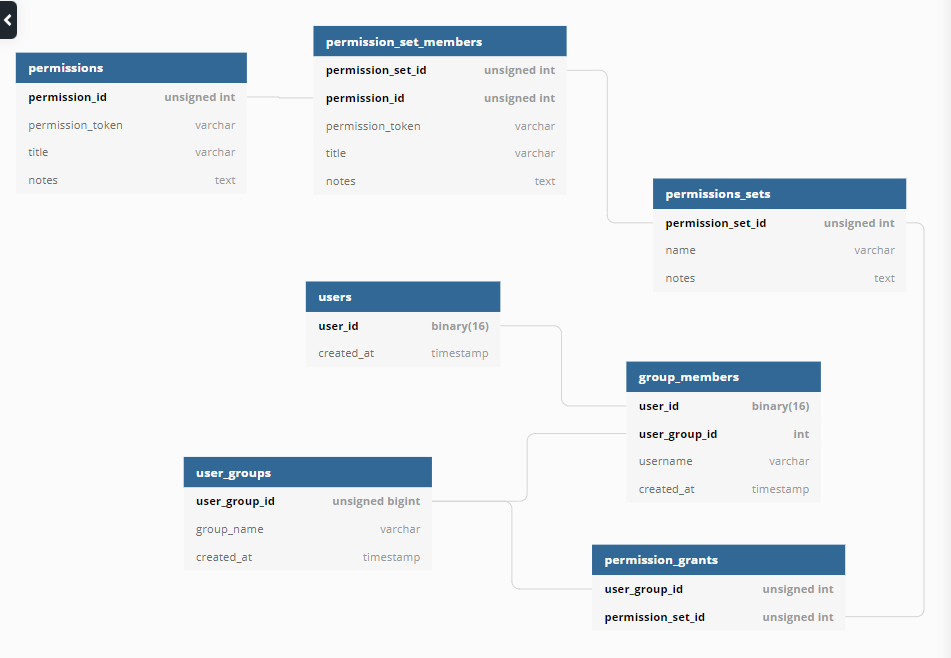 permissions
permission_id unsigned int
permission_token varchar
title varchar
notes text
permission_set_members
permission_set_id unsigned int
permission_id unsigned int
permission_token varchar
title varchar
notes text
permissions_sets
permission_set_id unsigned int
name varchar
notes text
users
user_id binary(16)
created_at timestamp
group_members
user_id binary(16)
user_group_id int
username varchar
created_at timestamp
user_groups
user_group_id unsigned bigint
group_name varchar
created_at timestamp
permission_grants
user_group_id unsigned int
permission_set_id unsigned int